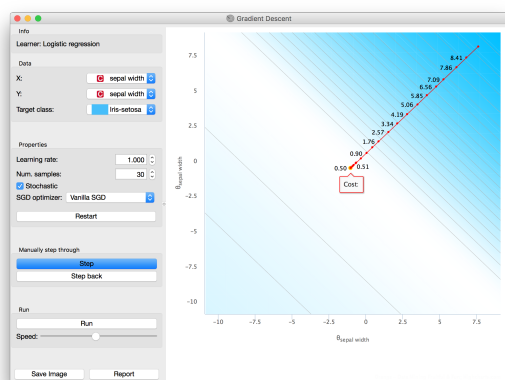 Gradient Descent
Info
Learner: Logistic regression
Data
X: C sepal width
Y: C sepal width
Target class: Iris-setosa
Properties
Learning rate: 1.000
Num. samples: 30
Stochastic
SGD optimizer: Vanilla SGD
Restart
Manually step through
Step
Step back
Run
Run
Speed:
Save Image Report
7.5
5
2.5
0
−2.5
−5
−7.5
−10
θsepal width
8.41
7.86
7.09
6.56
5.85
5.06
4.19
3.34
2.57
1.76
0.90
0.51
0.50
Cost:
−10 −7.5 −5 −2.5 0 2.5 5 7.5
θsepal width